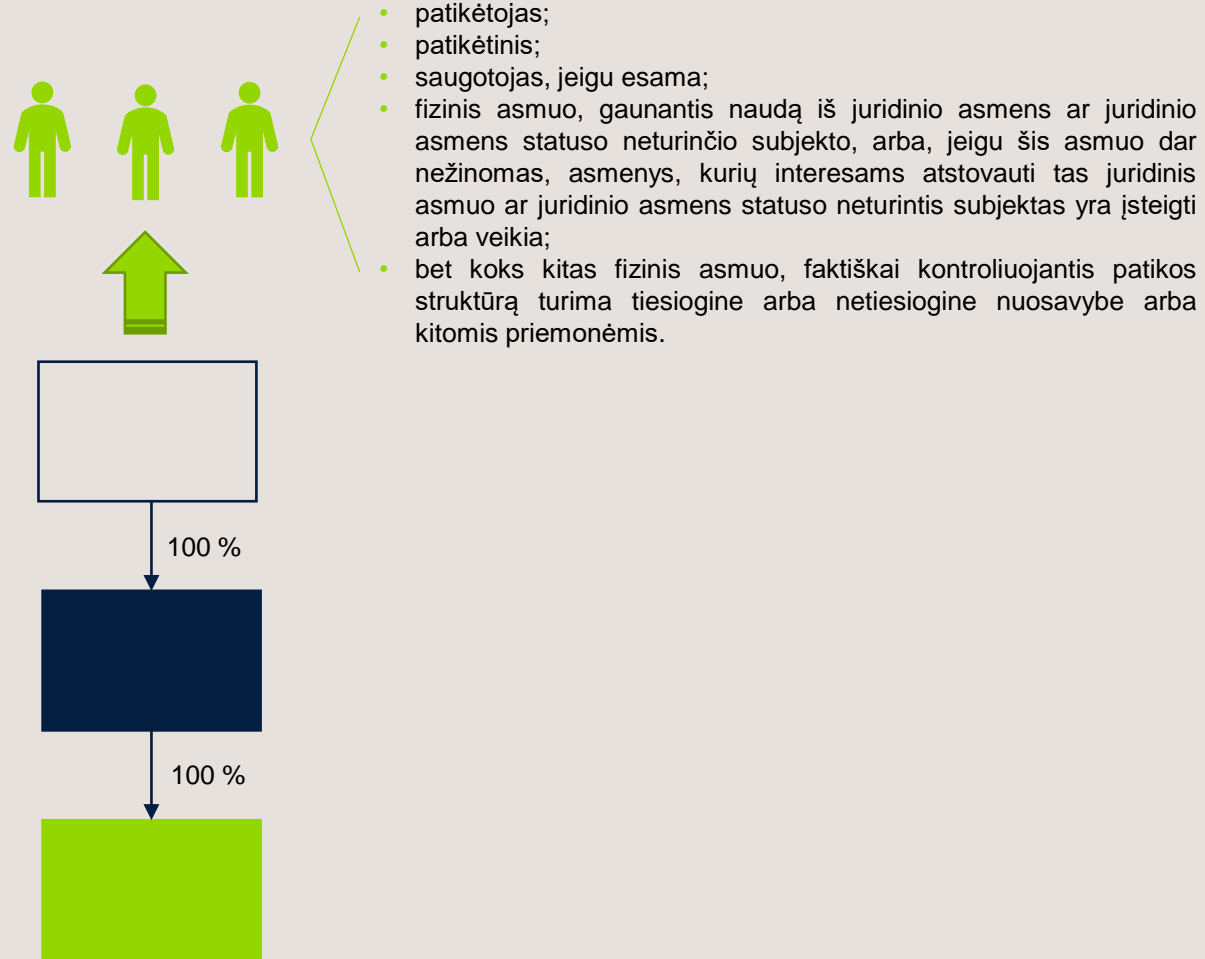 • patikėtojas;
• patikėtinis;
• saugotojas, jeigu esama;
• fizinis asmuo, gaunantis naudą iš juridinio asmens ar juridinio
asmens statuso neturinčio subjekto, arba, jeigu šis asmuo dar
nežinomas, asmenys, kurių interesams atstovauti tas juridinis
asmuo ar juridinio asmens statuso neturintis subjektas yra įsteigti
arba veikia;
• bet koks kitas fizinis asmuo, faktiškai kontroliuojantis patikos
struktūrą turima tiesiogine arba netiesiogine nuosavybe arba
kitomis priemonėmis.
100 %
100 %